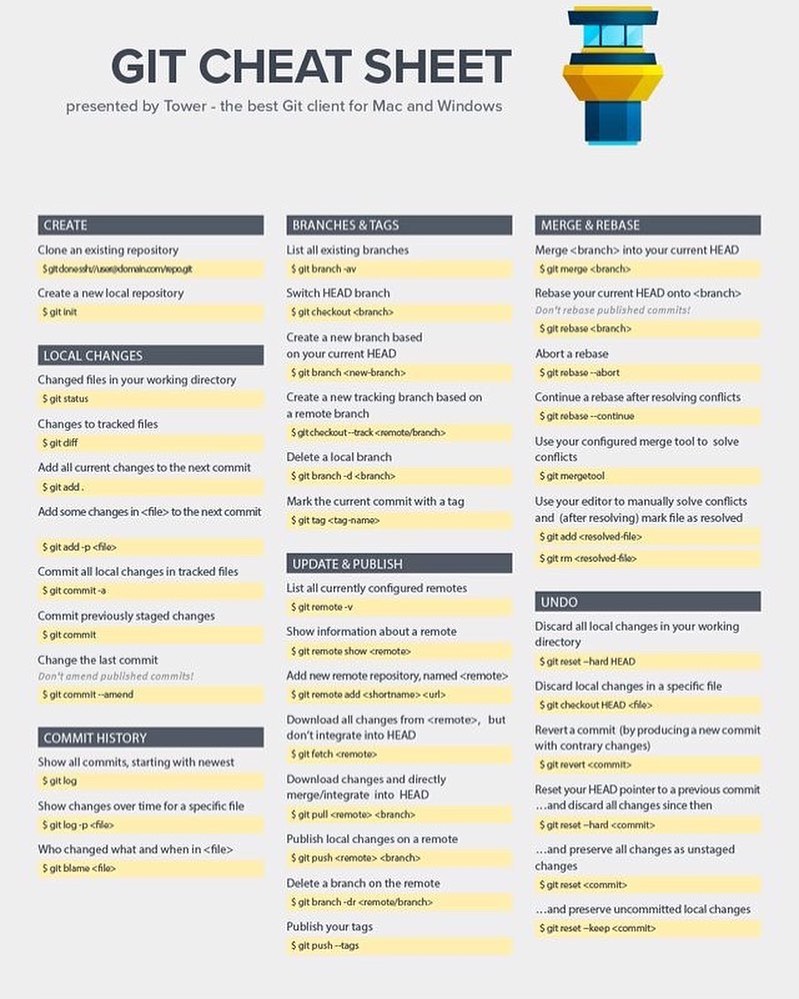 GIT CHEAT SHEET
presented by Tower - the best Git client for Mac and Windows
CREATE
Clone an existing repository
$ git clone ssh://user@domain.com/repo.git
Create a new local repository
$ git init
LOCAL CHANGES
Changed files in your working directory
$ git status
Changes to tracked files
$ git diff
Add all current changes to the next commit
$ git add .
Add some changes in <file> to the next commit
$ git add -p <file>
Commit all local changes in tracked files
$ git commit -a
Commit previously staged changes
$ git commit
Change the last commit
Don't amend published commits!
$ git commit --amend
COMMIT HISTORY
Show all commits, starting with newest
$ git log
Show changes over time for a specific file
$ git log -p <file>
Who changed what and when in <file>
$ git blame <file>
BRANCHES & TAGS
List all existing branches
$ git branch -av
Switch HEAD branch
$ git checkout <branch>
Create a new branch based
on your current HEAD
$ git branch <new-branch>
Create a new tracking branch based on
a remote branch
$ git checkout --track <remote/branch>
Delete a local branch
$ git branch -d <branch>
Mark the current commit with a tag
$ git tag <tag-name>
UPDATE & PUBLISH
List all currently configured remotes
$ git remote -v
Show information about a remote
$ git remote show <remote>
Add new remote repository, named <remote>
$ git remote add <shortname> <url>
Download all changes from <remote>, but
don't integrate into HEAD
$ git fetch <remote>
Download changes and directly
merge/integrate into HEAD
$ git pull <remote> <branch>
Publish local changes on a remote
$ git push <remote> <branch>
Delete a branch on the remote
$ git branch -dr <remote/branch>
Publish your tags
$ git push --tags
MERGE & REBASE
Merge <branch> into your current HEAD
$ git merge <branch>
Rebase your current HEAD onto <branch>
Don't rebase published commits!
$ git rebase <branch>
Abort a rebase
$ git rebase --abort
Continue a rebase after resolving conflicts
$ git rebase --continue
Use your configured merge tool to solve
conflicts
$ git mergetool
Use your editor to manually solve conflicts
and (after resolving) mark file as resolved
$ git add <resolved-file>
$ git rm <resolved-file>
UNDO
Discard all local changes in your working
directory
$ git reset --hard HEAD
Discard local changes in a specific file
$ git checkout HEAD <file>
Revert a commit (by producing a new commit
with contrary changes)
$ git revert <commit>
Reset your HEAD pointer to a previous commit
…and discard all changes since then
$ git reset --hard <commit>
…and preserve all changes as unstaged
changes
$ git reset <commit>
…and preserve uncommitted local changes
$ git reset --keep <commit>